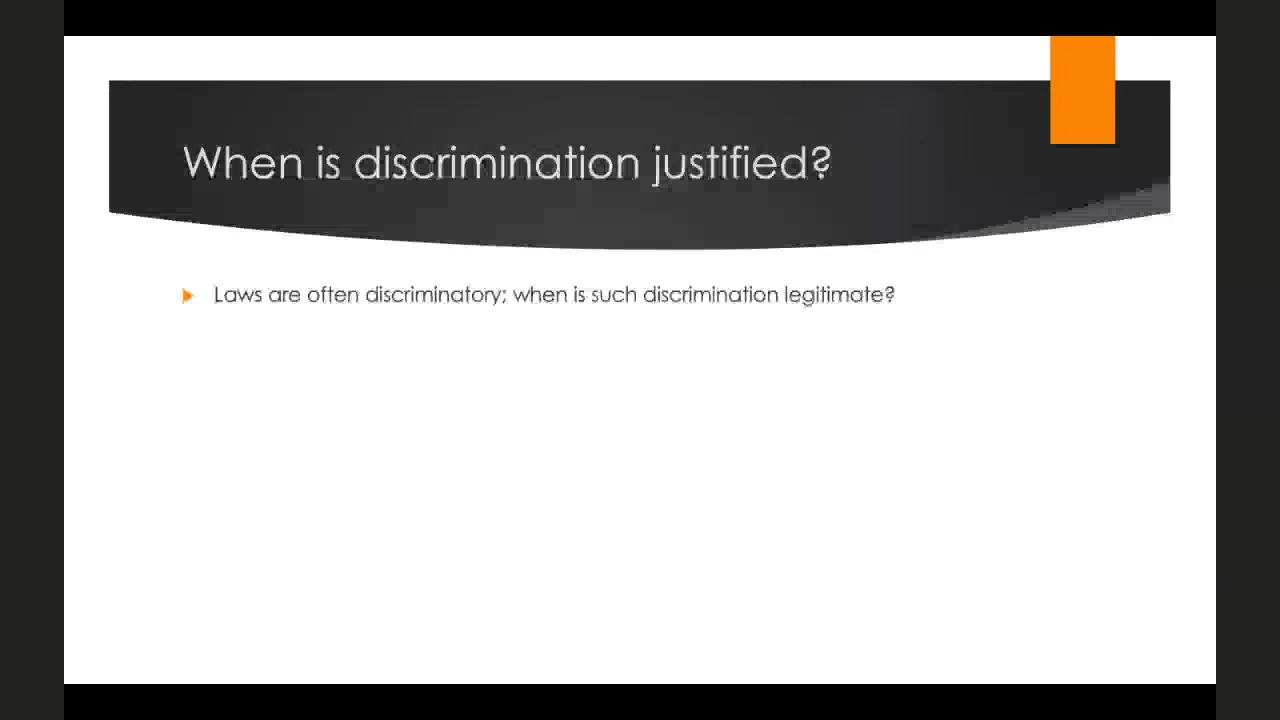 When is discrimination justified?
Laws are often discriminatory; when is such discrimination legitimate?